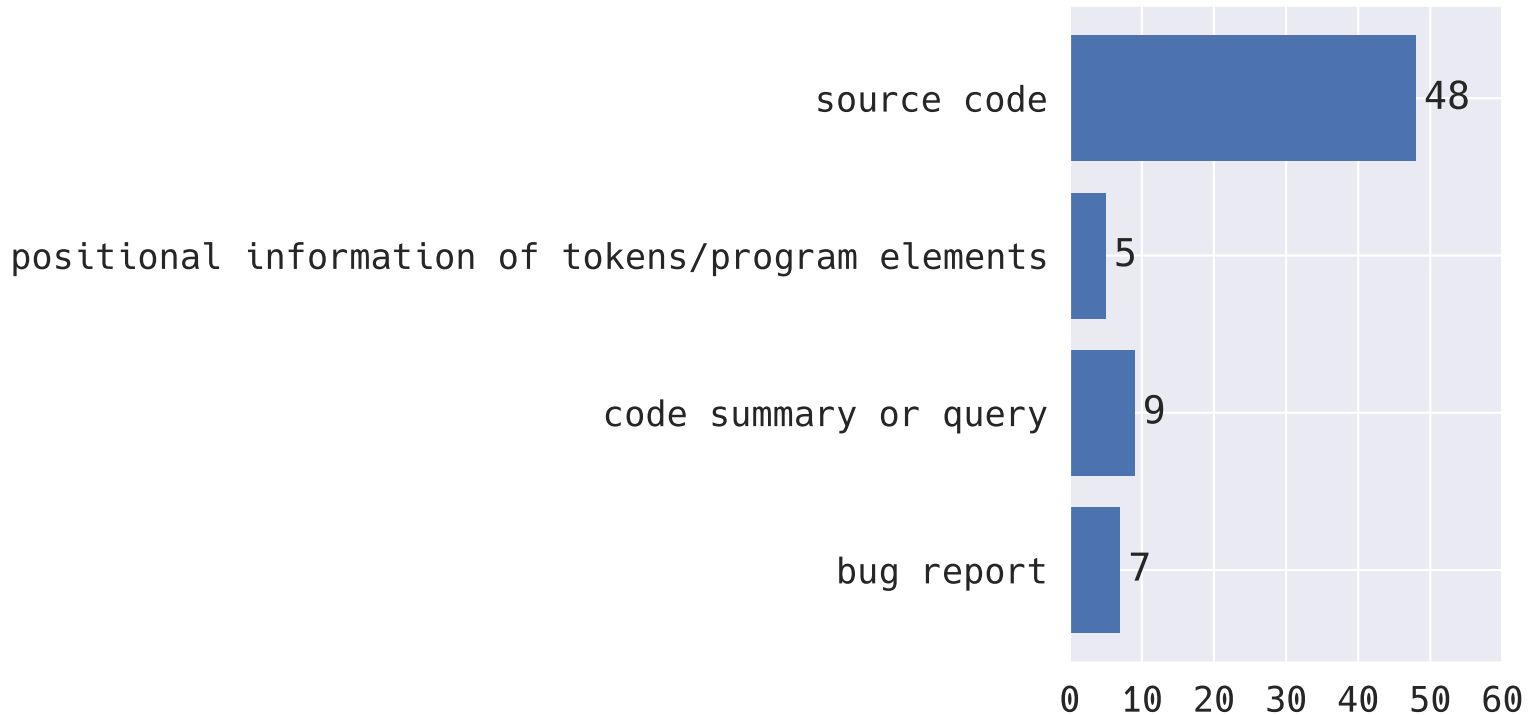 source code 48
positional information of tokens/program elements 5
code summary or query 9
bug report 7
0 10 20 30 40 50 60